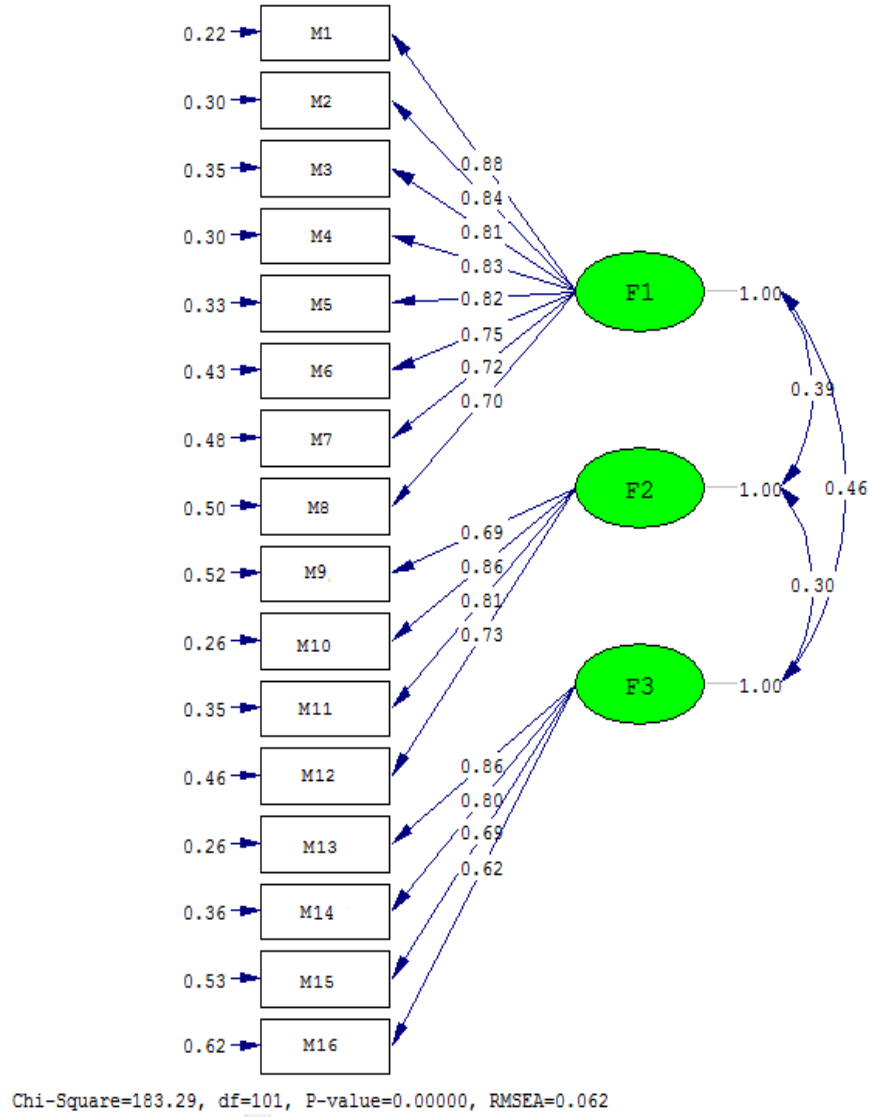 0.22 M1
0.30 M2
0.35 M3
0.88
0.84
0.81
0.30 M4
0.83
0.33 M5
0.82
F1 1.00
0.75
0.43 M6
0.72
0.70
0.39
0.48 M7
0.50 M8
F2 1.00
0.46
0.69
0.52 M9
0.86
0.81
0.73
0.30
0.26 M10
0.35 M11
F3 1.00
0.46 M12
0.86
0.80
0.69
0.62
0.26 M13
0.36 M14
0.53 M15
0.62 M16
Chi-Square=183.29, df=101, P-value=0.00000, RMSEA=0.062